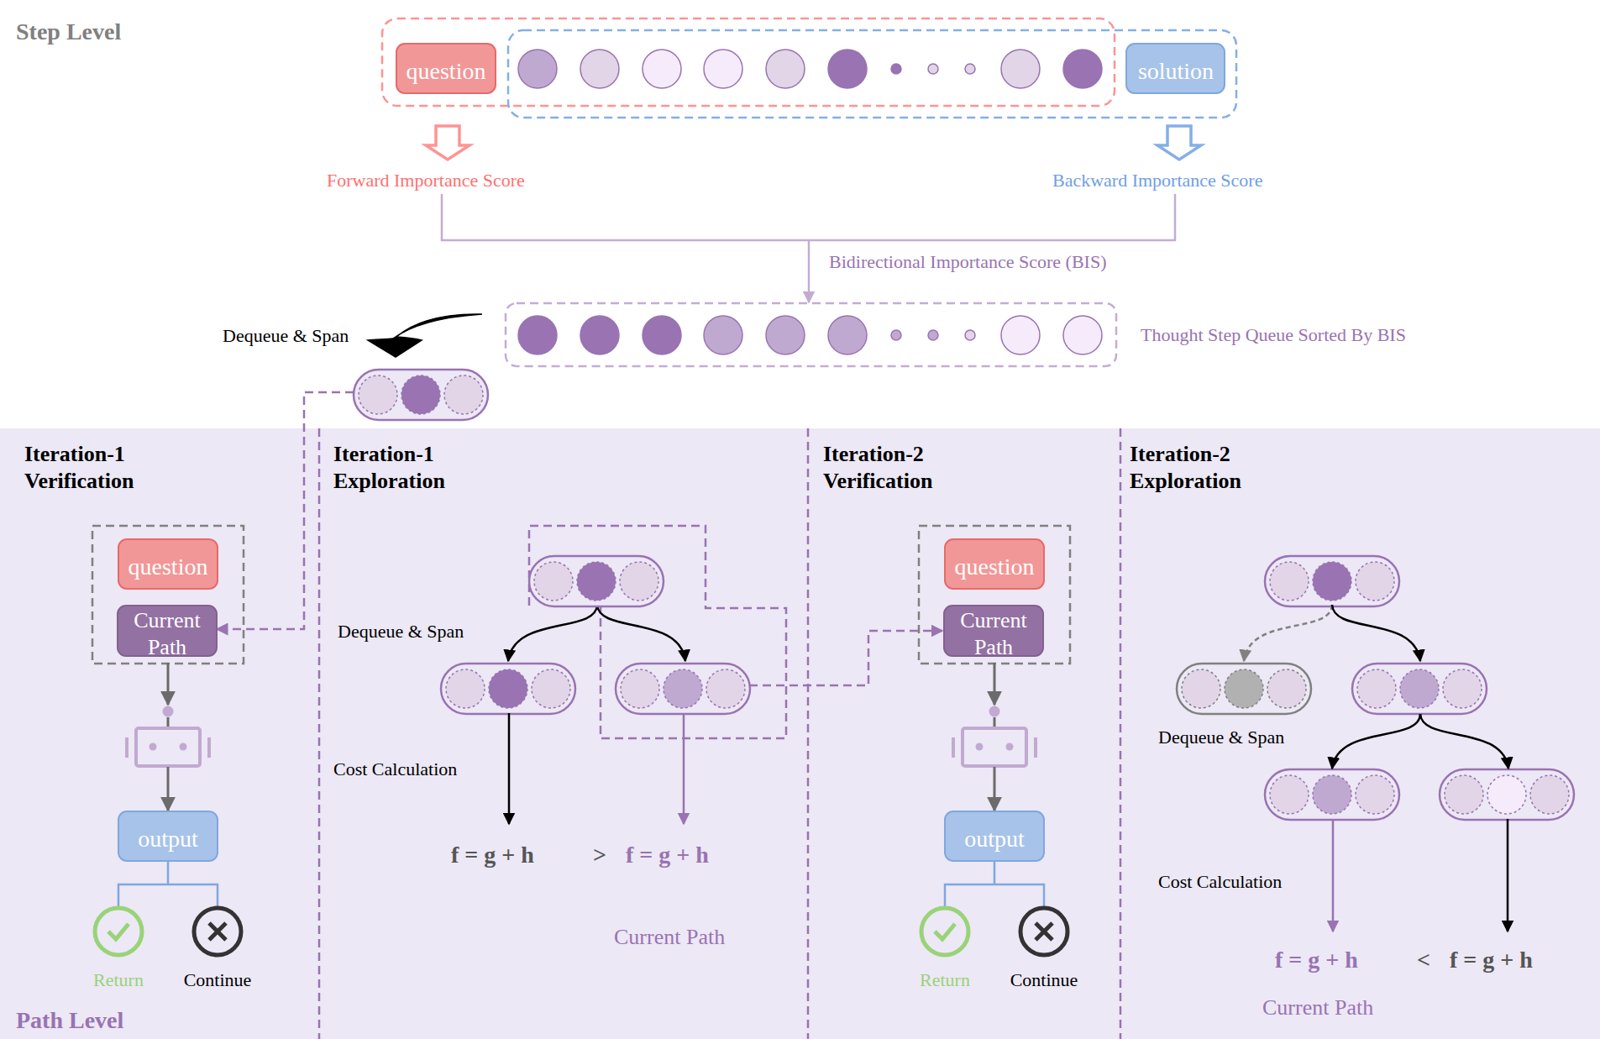 Step Level
question
solution
Forward Importance Score
Backward Importance Score
Bidirectional Importance Score (BIS)
Dequeue & Span
Thought Step Queue Sorted By BIS
Iteration-1
Verification
question
Current
Path
output
Return
Continue
Path Level
Iteration-1
Exploration
Dequeue & Span
Cost Calculation
f = g + h > f = g + h
Current Path
Iteration-2
Verification
question
Current
Path
output
Return
Continue
Iteration-2
Exploration
Dequeue & Span
Cost Calculation
f = g + h < f = g + h
Current Path